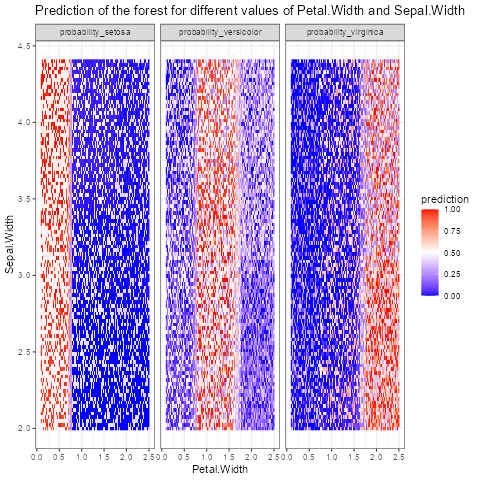 Prediction of the forest for different values of Petal.Width and Sepal.Width
probability_setosa probability_versicolor probability_virginica
4.5
4.0
3.5
3.0
2.5
2.0
Sepal.Width
0.0 0.5 1.0 1.5 2.0 2.5 0.0 0.5 1.0 1.5 2.0 2.5 0.0 0.5 1.0 1.5 2.0 2.5
Petal.Width
prediction
1.00
0.75
0.50
0.25
0.00